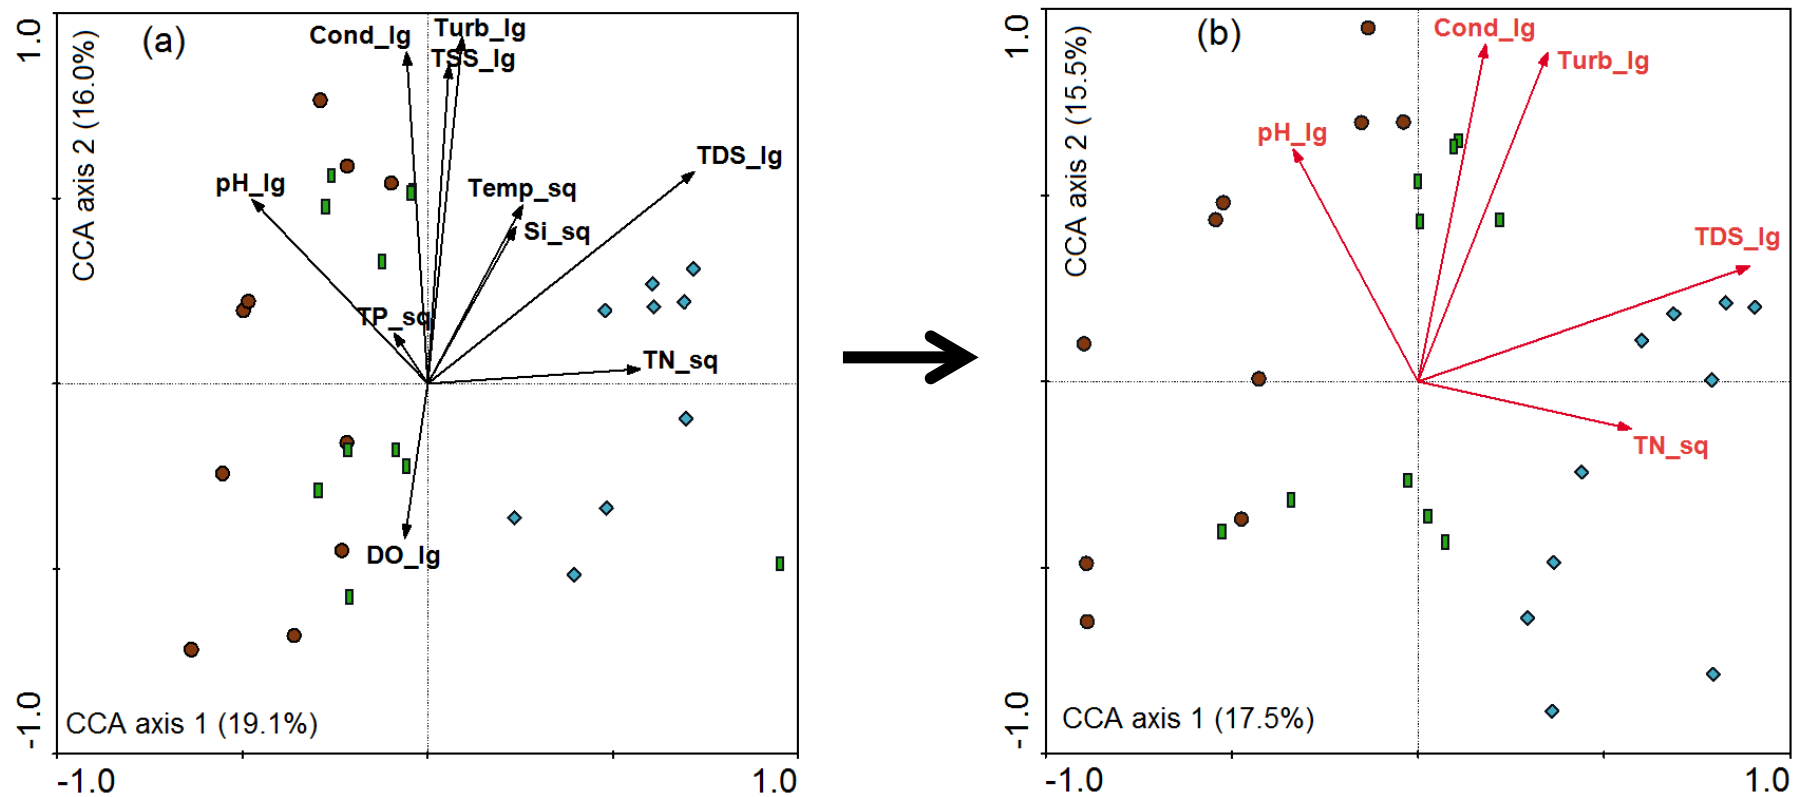 (a)
1.0
CCA axis 2 (16.0%)
Cond_lg
Turb_lg
TSS_lg
TDS_lg
pH_lg
Temp_sq
Si_sq
TP_sq
TN_sq
DO_lg
-1.0
CCA axis 1 (19.1%)
-1.0
1.0
(b)
1.0
CCA axis 2 (15.5%)
Cond_lg
Turb_lg
pH_lg
TDS_lg
TN_sq
-1.0
CCA axis 1 (17.5%)
-1.0
1.0